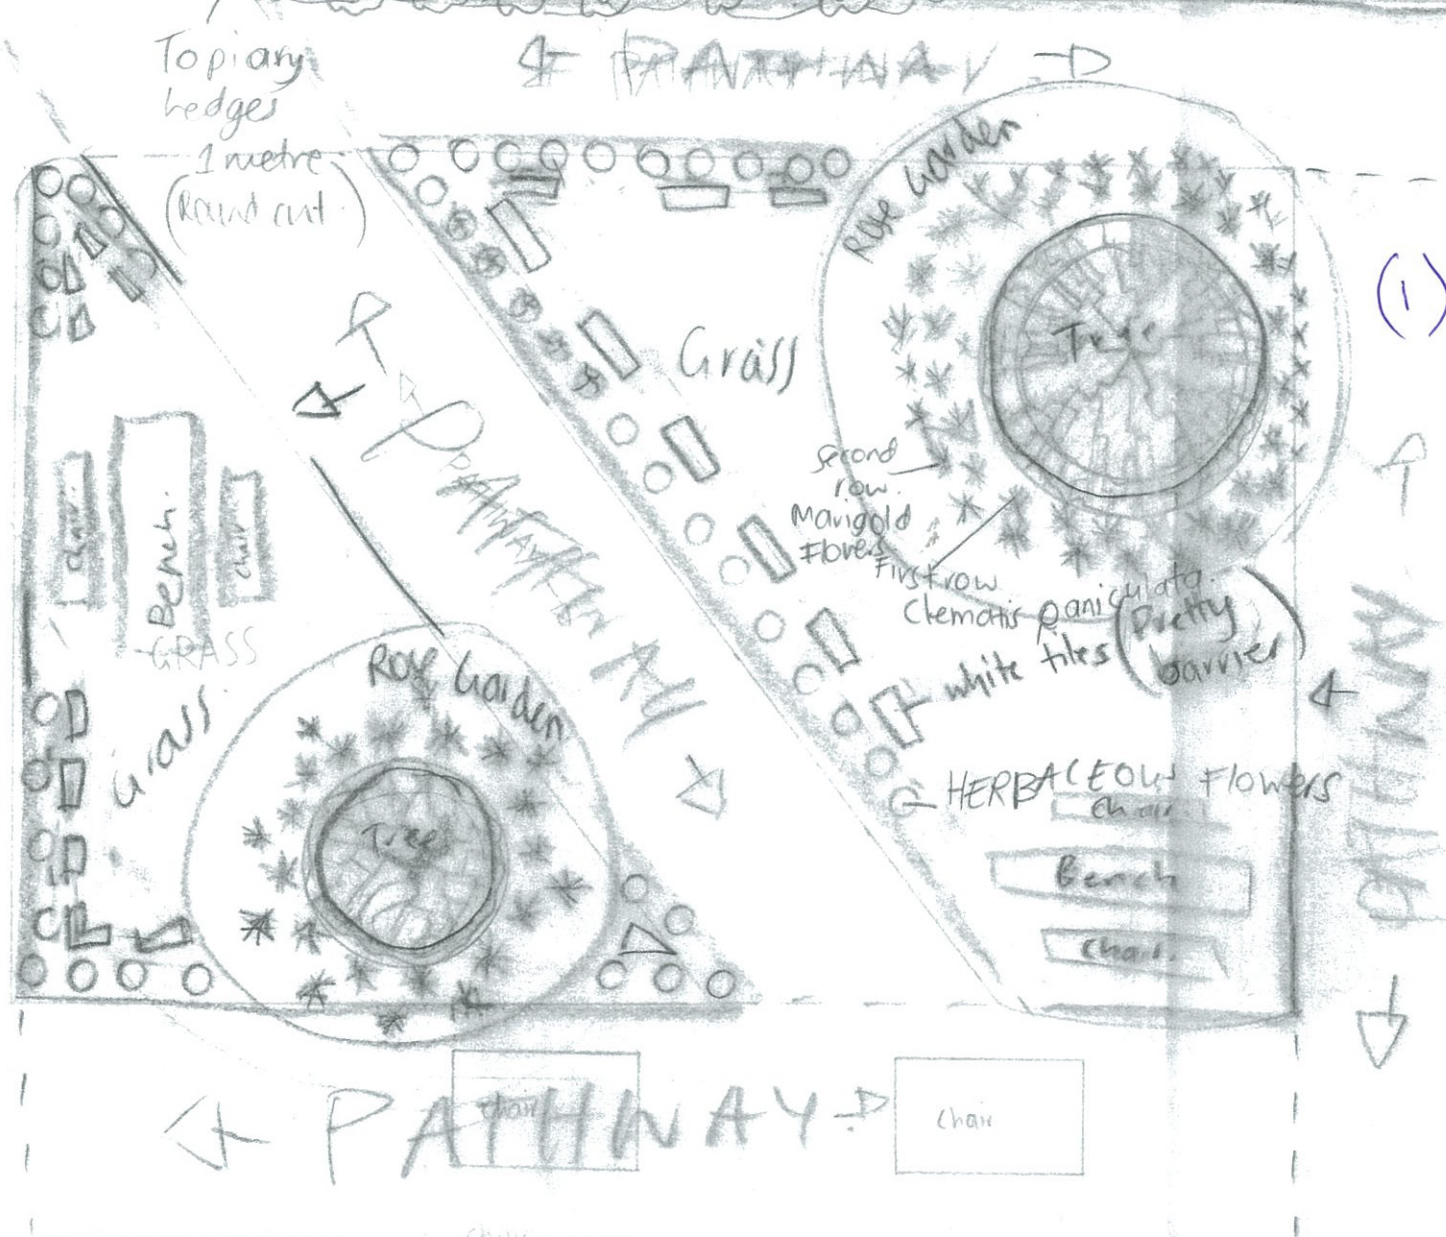 Topiary
hedges
1 metre
(Round cut)
PATHWAY
Rose Garden
Tree
(1)
Grass
PATHWAY
Second
row
Marigold
Flowers
First row
Clematis paniculata
white tiles (Pretty
barrier)
chair
Bench
chair
GRASS
Grass
Rose Garden
Tree
HERBACEOUS Flowers
chair
Bench
chair
PATHWAY
chair
chair
chair